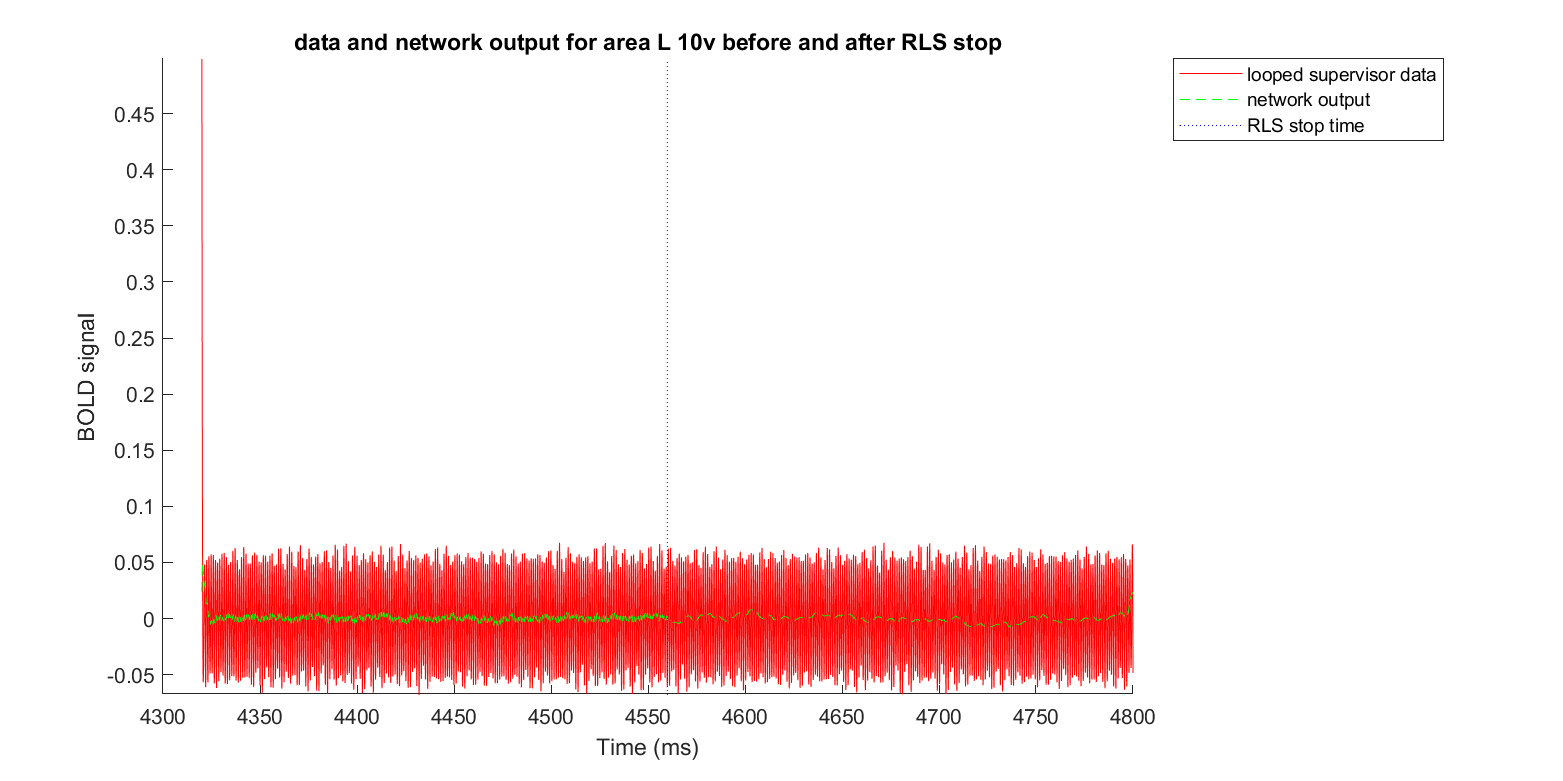 data and network output for area L 10v before and after RLS stop
looped supervisor data
network output
RLS stop time
0.45
0.4
0.35
0.3
0.25
0.2
0.15
0.1
0.05
0
-0.05
BOLD signal
4300 4350 4400 4450 4500 4550 4600 4650 4700 4750 4800
Time (ms)